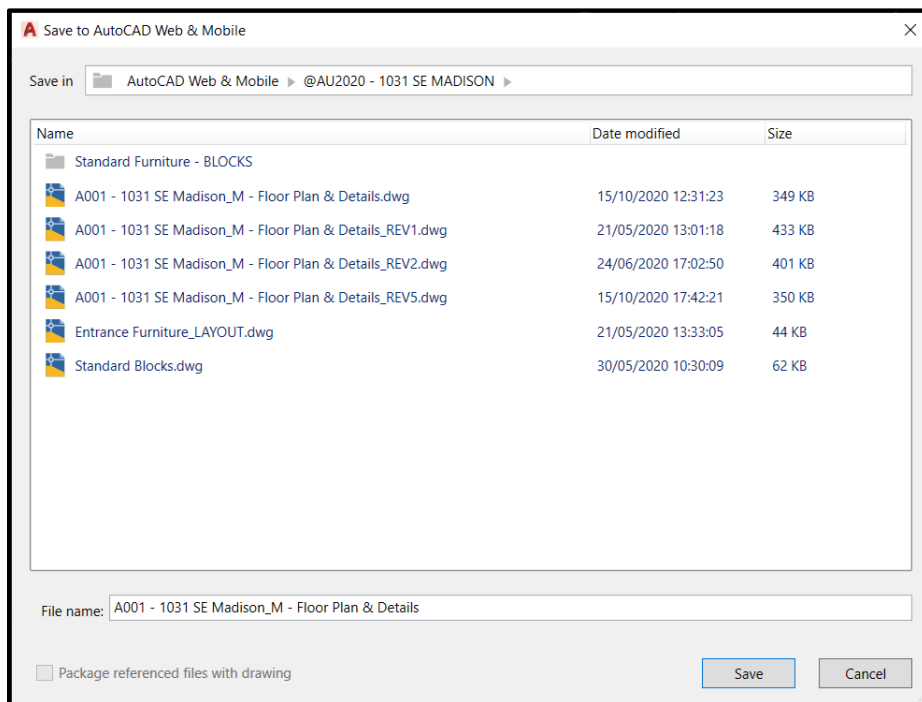 Save to AutoCAD Web & Mobile
Save in AutoCAD Web & Mobile @AU2020 - 1031 SE MADISON
Name Date modified Size
Standard Furniture - BLOCKS
A001 - 1031 SE Madison_M - Floor Plan & Details.dwg 15/10/2020 12:31:23 349 KB
A001 - 1031 SE Madison_M - Floor Plan & Details_REV1.dwg 21/05/2020 13:01:18 433 KB
A001 - 1031 SE Madison_M - Floor Plan & Details_REV2.dwg 24/06/2020 17:02:50 401 KB
A001 - 1031 SE Madison_M - Floor Plan & Details_REV5.dwg 15/10/2020 17:42:21 350 KB
Entrance Furniture_LAYOUT.dwg 21/05/2020 13:33:05 44 KB
Standard Blocks.dwg 30/05/2020 10:30:09 62 KB
File name: A001 - 1031 SE Madison_M - Floor Plan & Details
Package referenced files with drawing Save Cancel